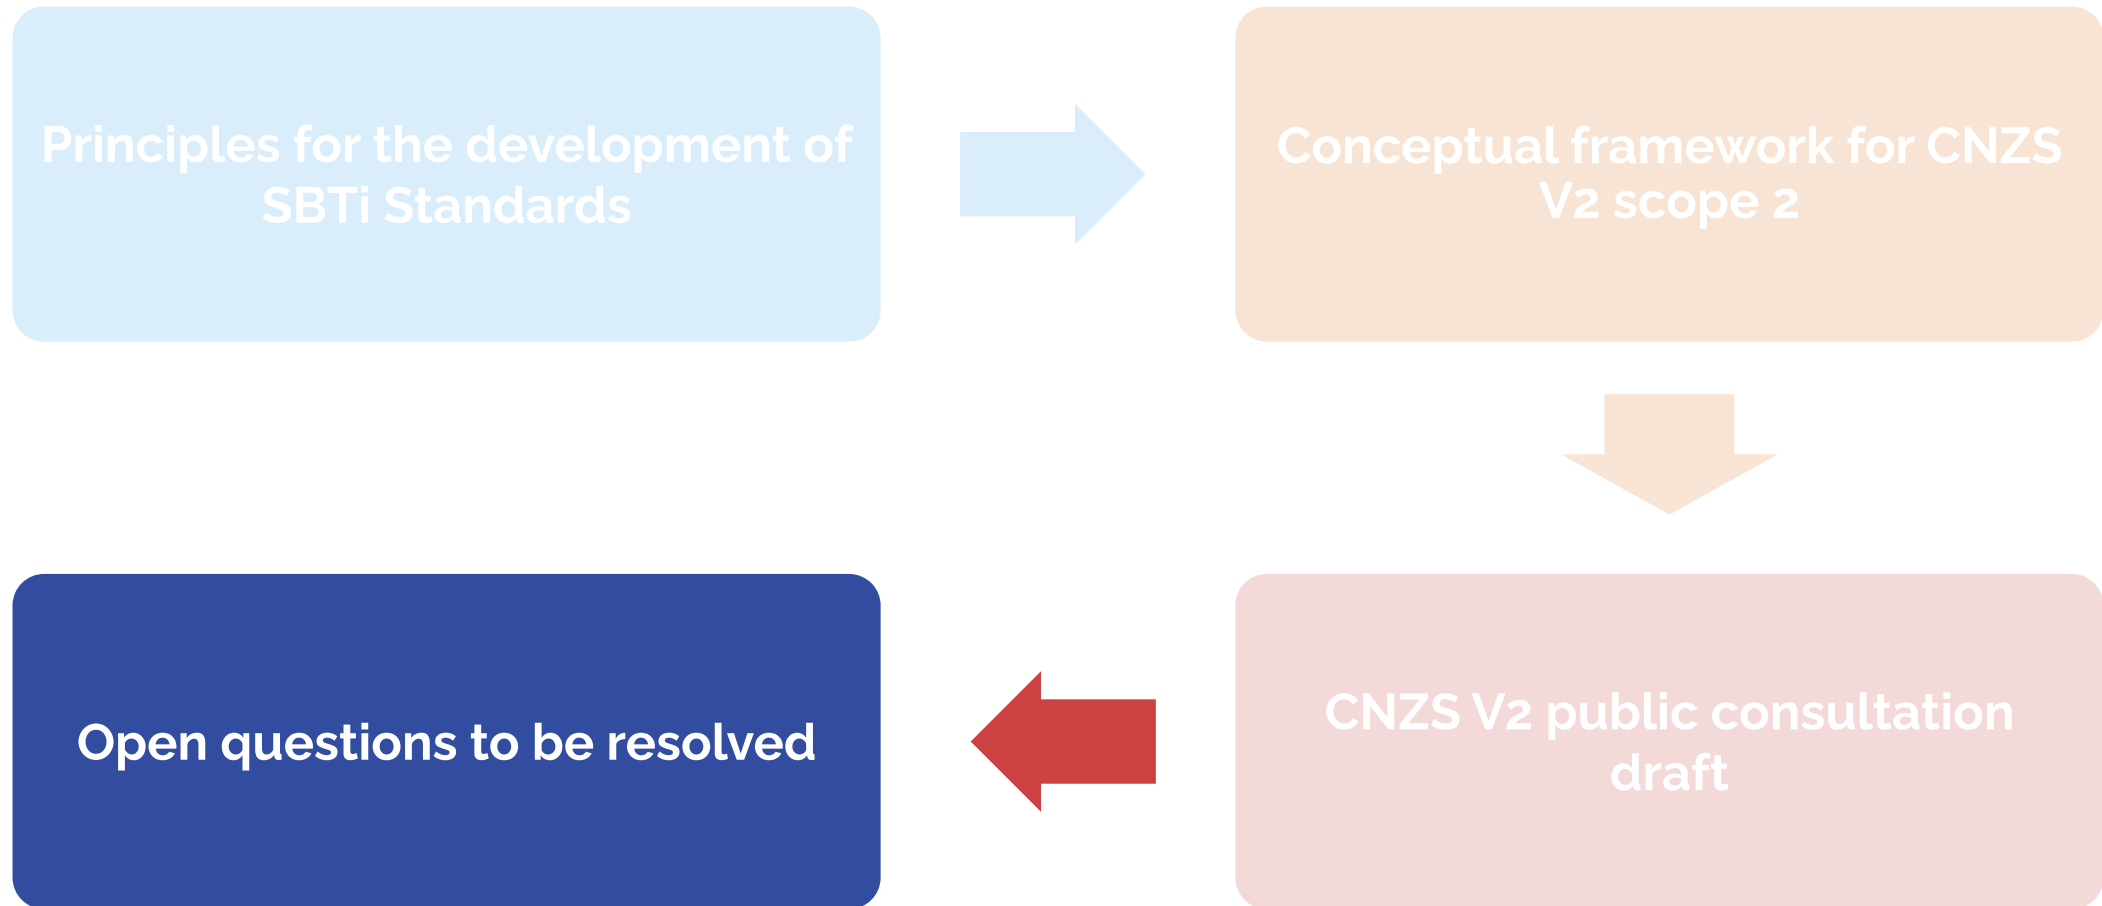 Principles for the development of
SBTi Standards
Conceptual framework for CNZS
V2 scope 2
Open questions to be resolved
CNZS V2 public consultation
draft